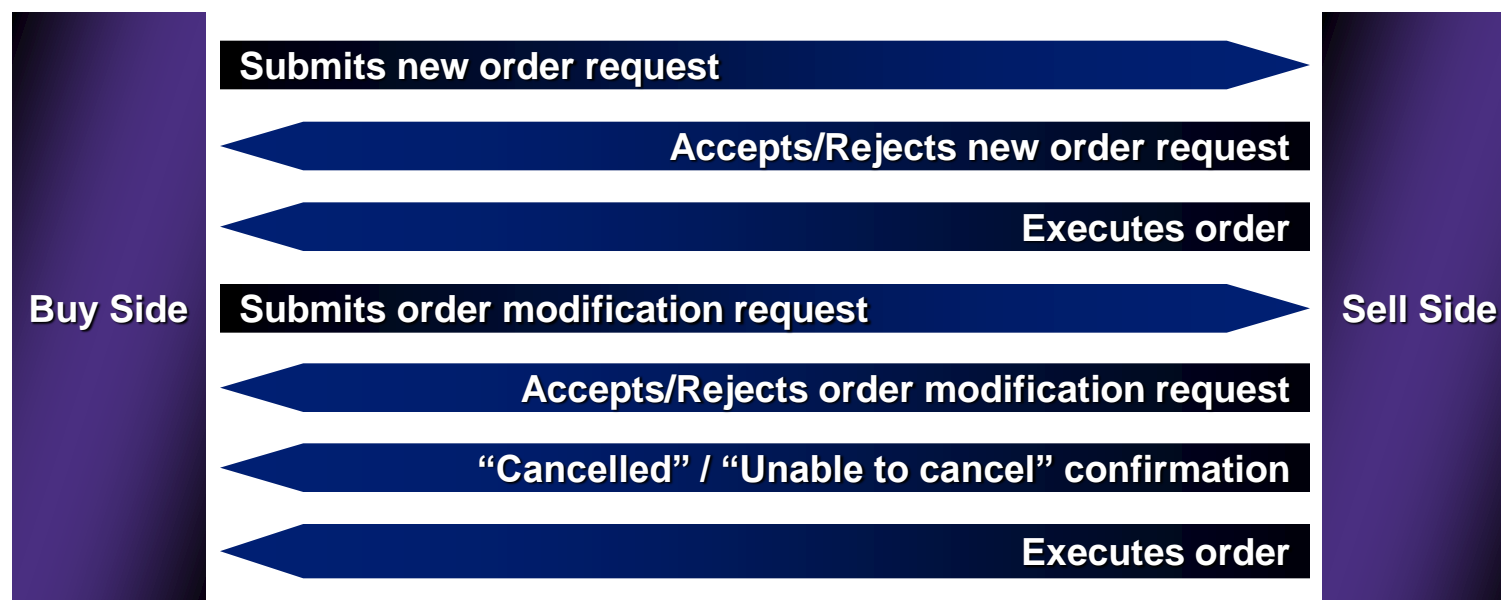 Submits new order request
Accepts/Rejects new order request
Executes order
Buy Side
Submits order modification request
Sell Side
Accepts/Rejects order modification request
“Cancelled” / “Unable to cancel” confirmation
Executes order